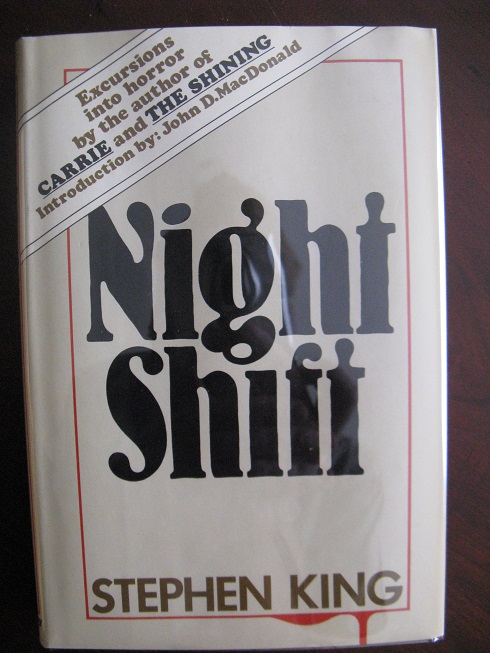 Excursions
into horror
by the author of
CARRIE and THE SHINING
Introduction by: John D. MacDonald
Night
Shift
STEPHEN KING